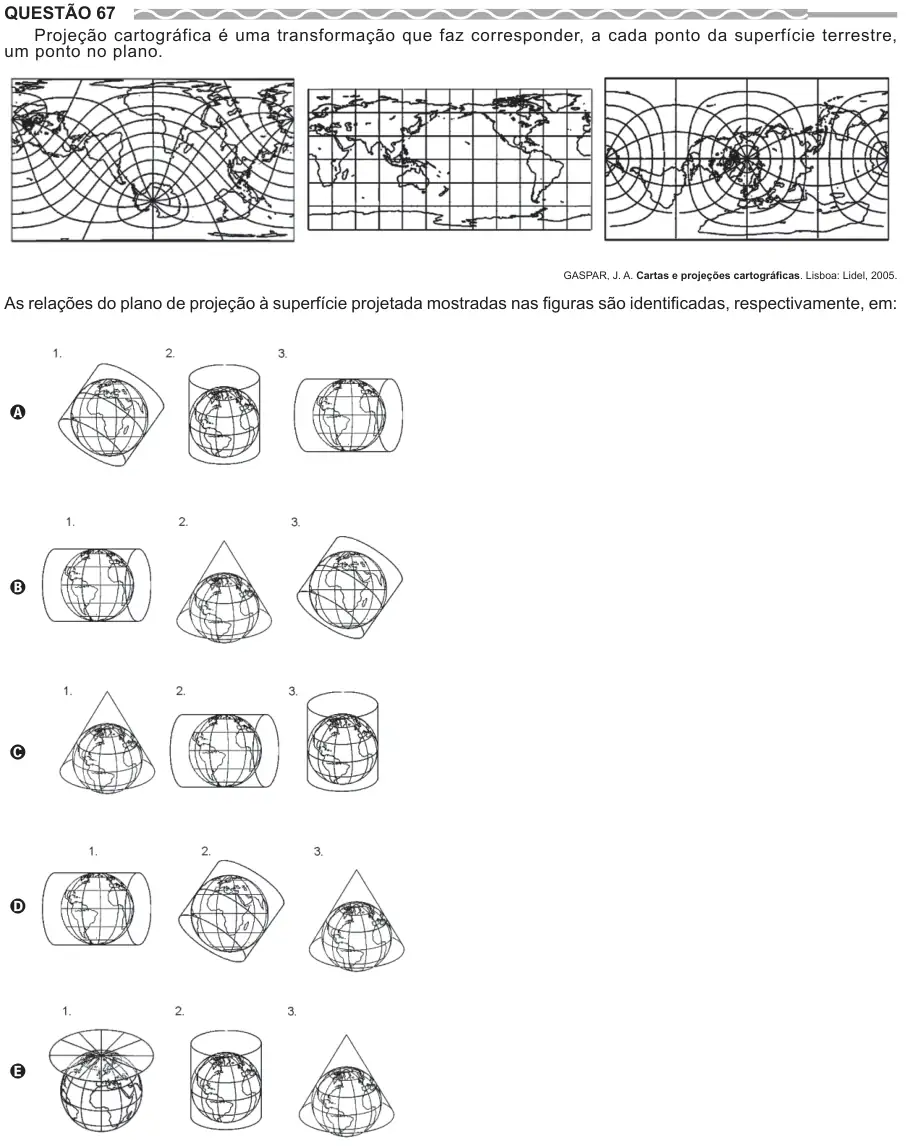 QUESTÃO 67
Projeção cartográfica é uma transformação que faz corresponder, a cada ponto da superfície terrestre,
um ponto no plano.
GASPAR, J. A. Cartas e projeções cartográficas. Lisboa: Lidel, 2005.
As relações do plano de projeção à superfície projetada mostradas nas figuras são identificadas, respectivamente, em:
1. 2. 3.
A
1. 2. 3.
B
1. 2. 3.
C
1. 2. 3.
D
1. 2. 3.
E